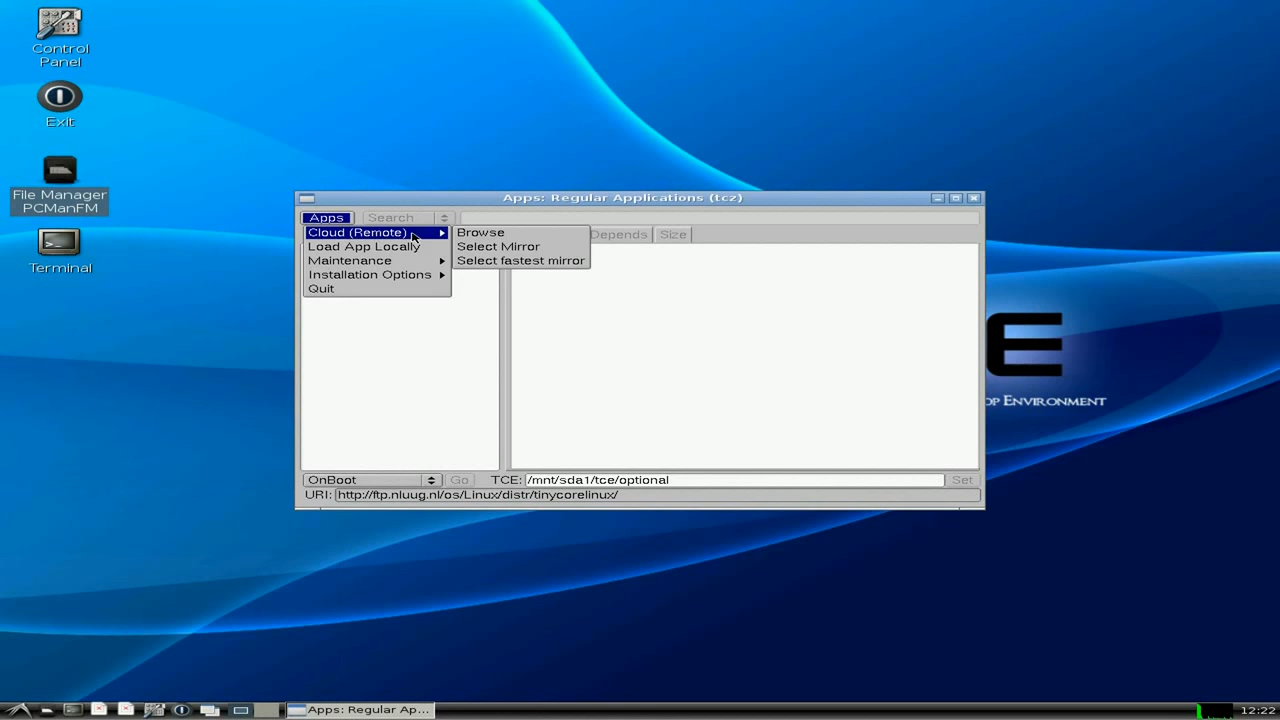 Control
Panel
Exit
File Manager
PCManFM
Terminal
Apps: Regular Applications (tcz)
Apps
Search
Cloud (Remote)
Load App Locally
Maintenance
Installation Options
Quit
Browse
Select Mirror
Select fastest mirror
Depends
Size
E
OP ENVIRONMENT
OnBoot
Go
TCE:
/mnt/sda1/tce/optional
Set
URI: http://ftp.nluug.nl/os/Linux/distr/tinycorelinux/
Apps: Regular Ap...
12:22